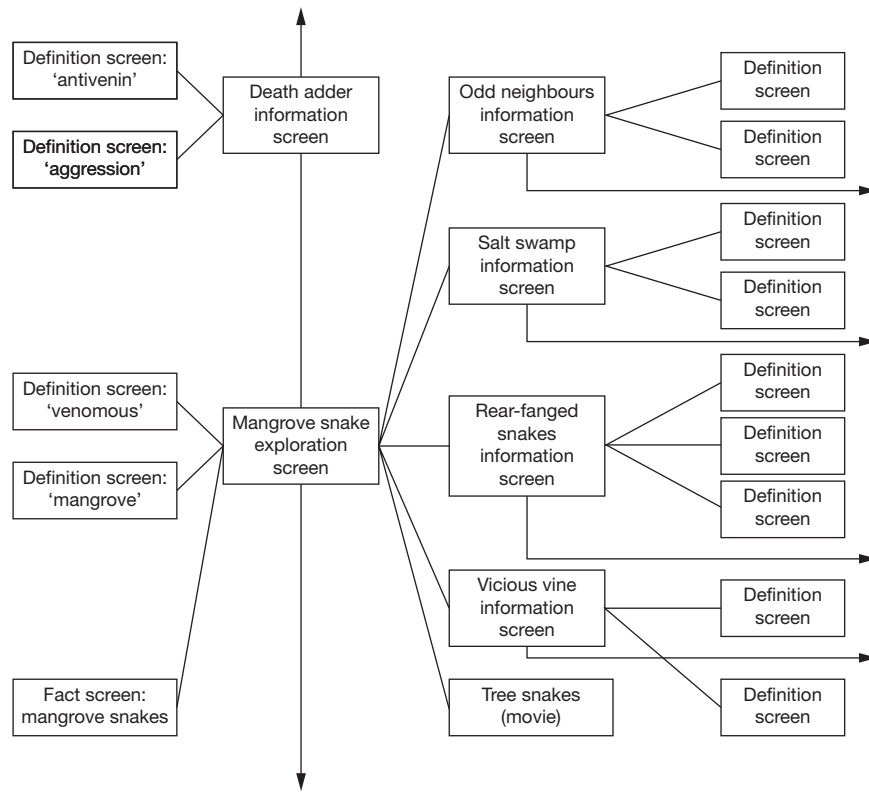 Definition screen:
‘antivenin’
Definition screen:
‘aggression’
Death adder
information
screen
Odd neighbours
information
screen
Definition
screen
Definition
screen
Salt swamp
information
screen
Definition
screen
Definition
screen
Definition screen:
‘venomous’
Definition screen:
‘mangrove’
Fact screen:
mangrove snakes
Mangrove snake
exploration
screen
Rear-fanged
snakes
information
screen
Definition
screen
Definition
screen
Definition
screen
Vicious vine
information
screen
Definition
screen
Definition
screen
Tree snakes
(movie)